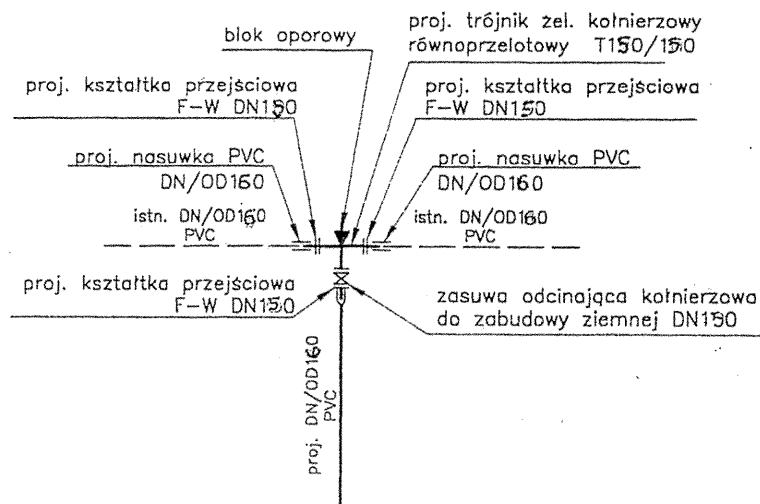 blok oporowy
proj. trójnik żel. kołnierzowy
równoprzelotowy T150/150
proj. kształtka przejściowa
F-W DN150
proj. kształtka przejściowa
F-W DN150
proj. nasuwka PVC
DN/OD160
proj. nasuwka PVC
DN/OD160
istn. DN/OD160
PVC
istn. DN/OD160
PVC
proj. kształtka przejściowa
F-W DN150
zasuwa odcinająca kołnierzowa
do zabudowy ziemnej DN150
proj. DN/OD160
PVC